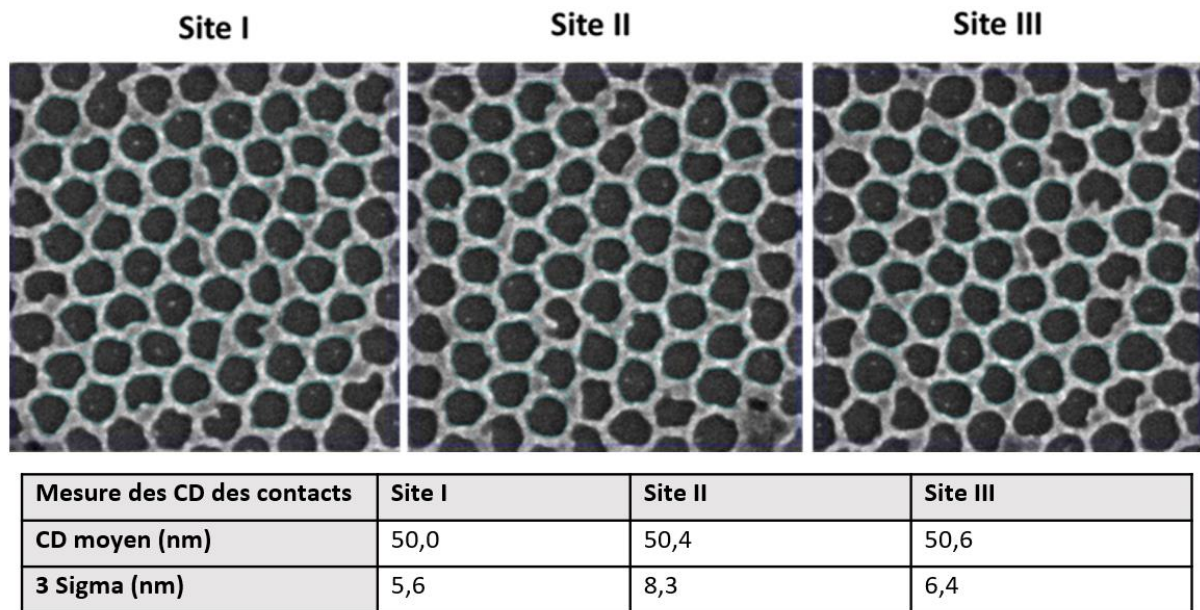 Site I Site II Site III
Mesure des CD des contacts Site I Site II Site III
CD moyen (nm) 50,0 50,4 50,6
3 Sigma (nm) 5,6 8,3 6,4